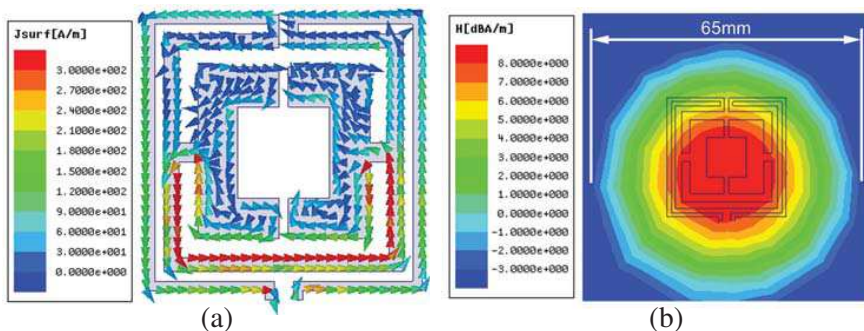 Jsurf[A/m]
3.0000e+002
2.7000e+002
2.4000e+002
2.1000e+002
1.8000e+002
1.5000e+002
1.2000e+002
9.0000e+001
6.0000e+001
3.0000e+001
0.0000e+000
(a)
H[dBA/m]
8.0000e+000
7.0000e+000
6.0000e+000
5.0000e+000
4.0000e+000
3.0000e+000
2.0000e+000
1.0000e+000
0.0000e+000
-1.0000e+000
-2.0000e+000
-3.0000e+000
65mm
(b)